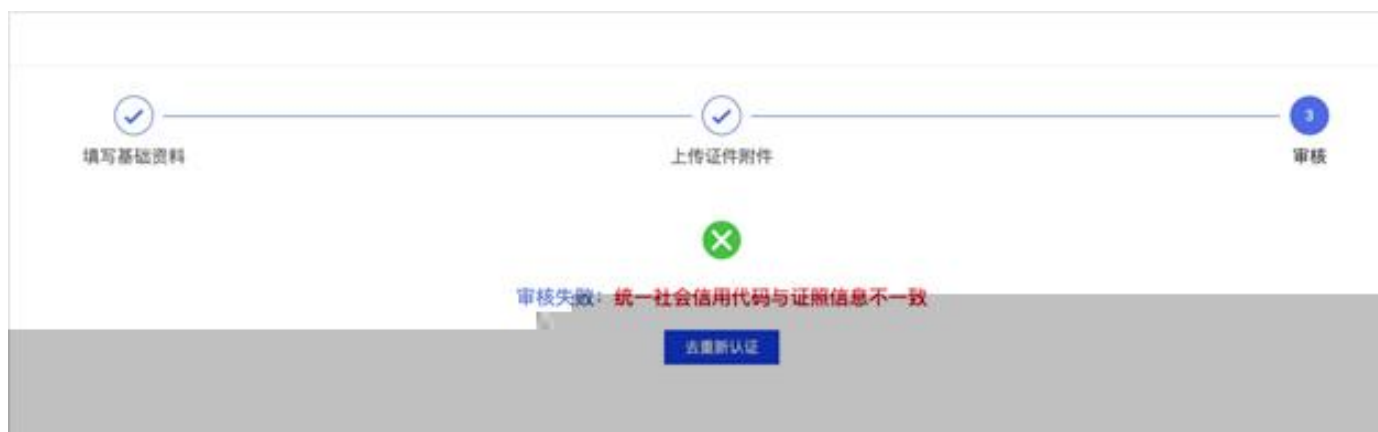 3
填写基础资料
上传证件附件
审核
审核失败：统一社会信用代码与证照信息不一致
去重新认证